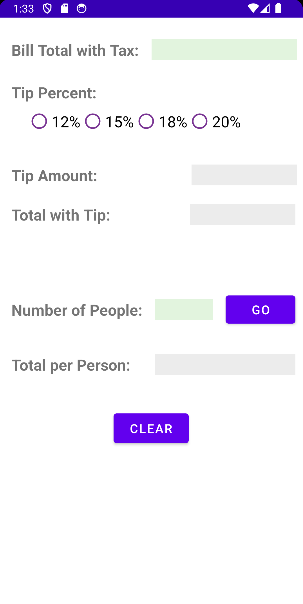 1:33
Bill Total with Tax:
Tip Percent:
12% 15% 18% 20%
Tip Amount:
Total with Tip:
Number of People: GO
Total per Person:
CLEAR